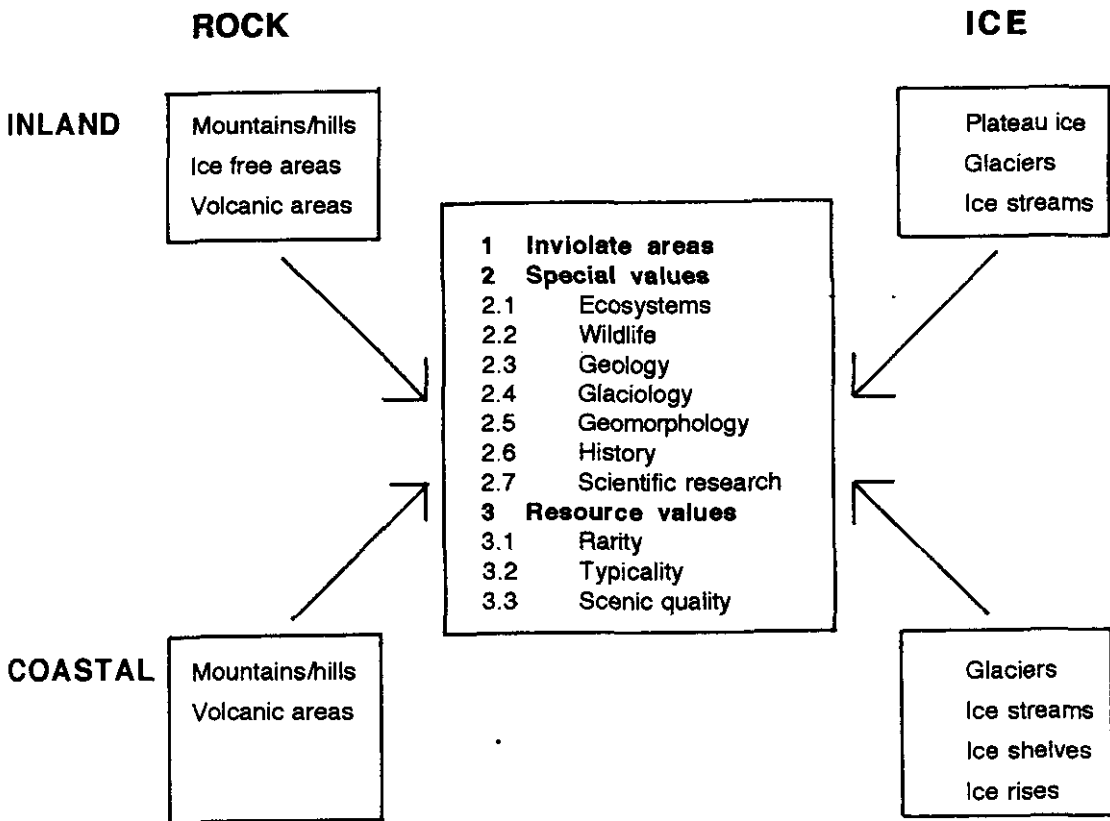 ROCK
ICE
INLAND
Mountains/hills
Ice free areas
Volcanic areas
Plateau ice
Glaciers
Ice streams
1 Inviolate areas
2 Special values
2.1 Ecosystems
2.2 Wildlife
2.3 Geology
2.4 Glaciology
2.5 Geomorphology
2.6 History
2.7 Scientific research
3 Resource values
3.1 Rarity
3.2 Typicality
3.3 Scenic quality
COASTAL
Mountains/hills
Volcanic areas
Glaciers
Ice streams
Ice shelves
Ice rises